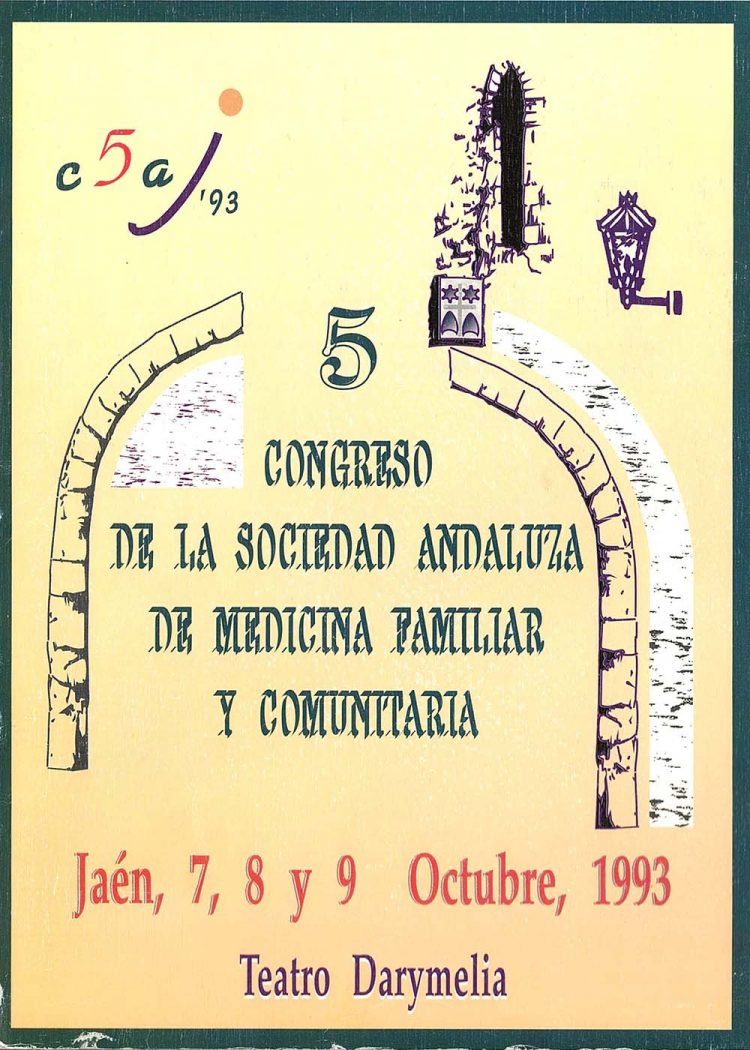 c5aj '93
5
CONGRESO
DE LA SOCIEDAD ANDALUZA
DE MEDICINA FAMILIAR
Y COMUNITARIA
Jaén, 7, 8 y 9 Octubre, 1993
Teatro Darymelia